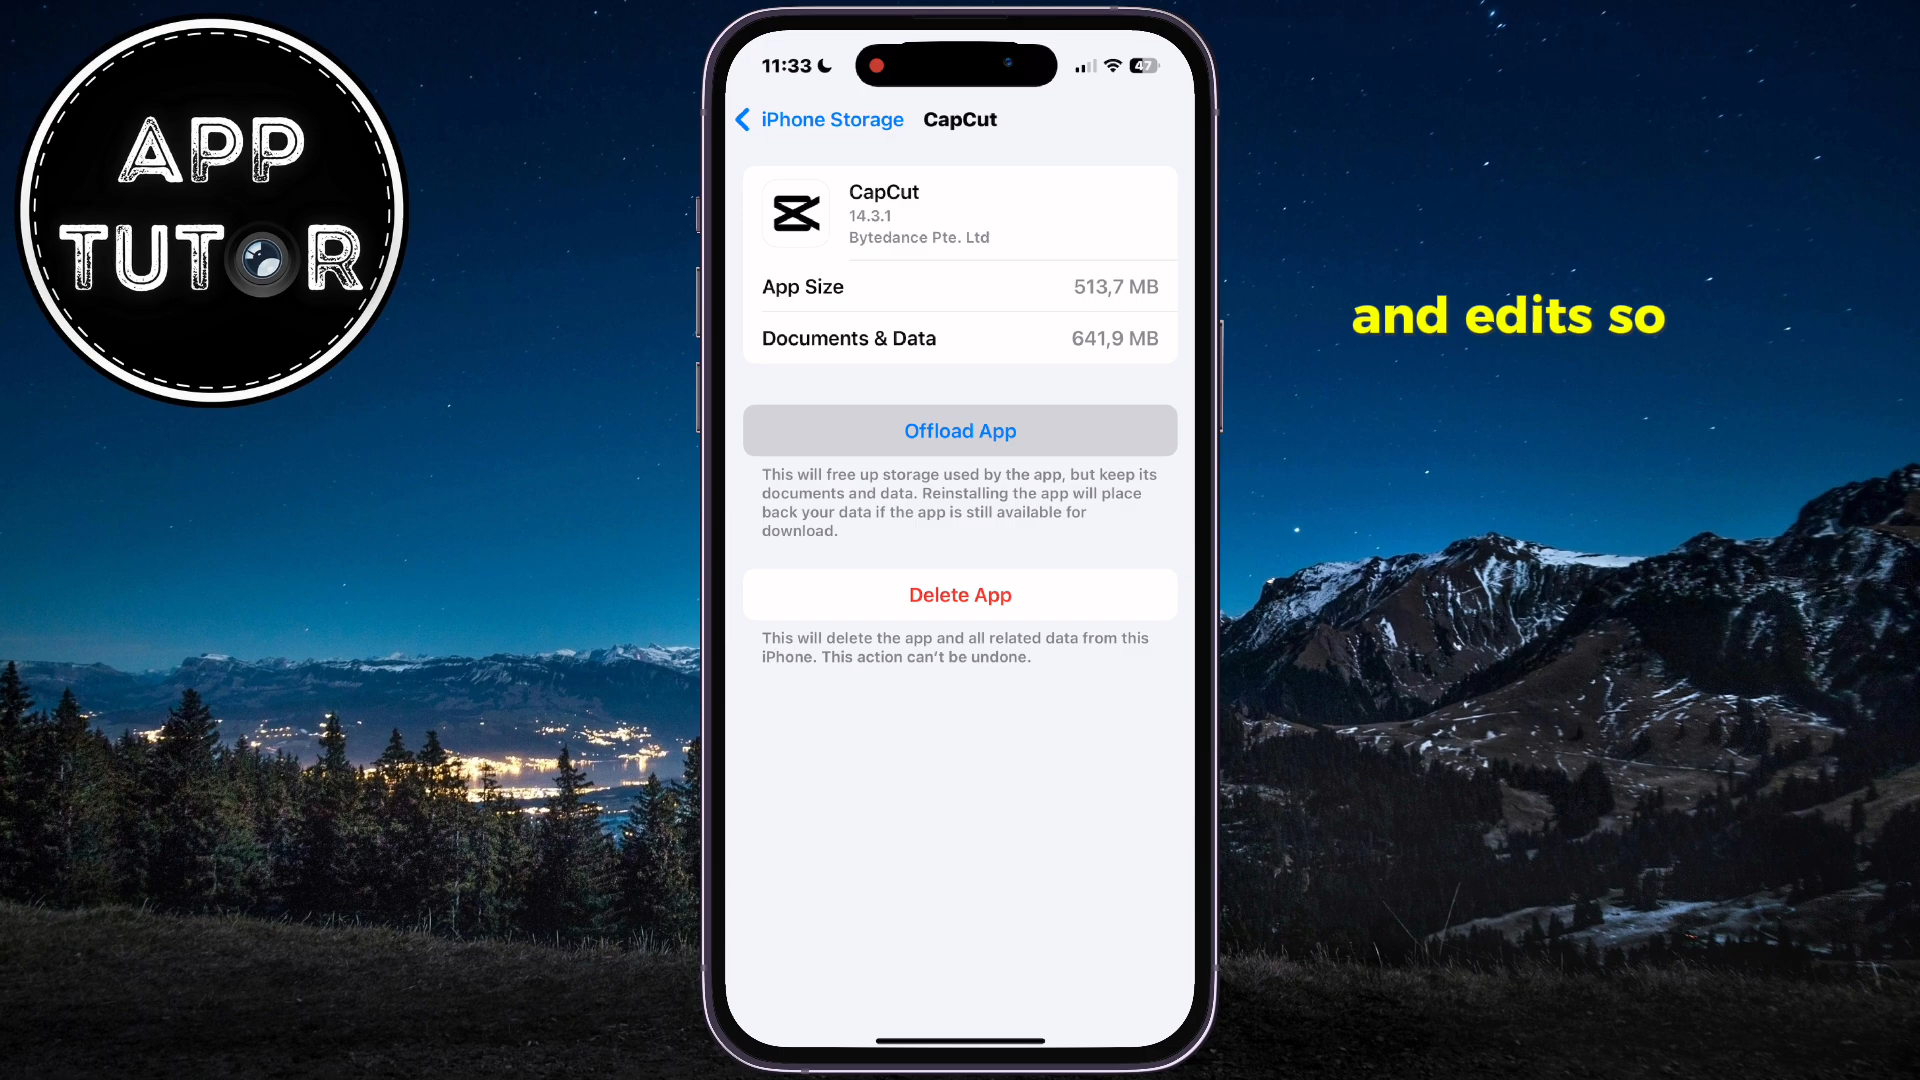 APP
TUTOR
11:33
47
iPhone Storage CapCut
CapCut
14.3.1
Bytedance Pte. Ltd
App Size 513,7 MB
Documents & Data 641,9 MB
Offload App
This will free up storage used by the app, but keep its
documents and data. Reinstalling the app will place
back your data if the app is still available for
download.
Delete App
This will delete the app and all related data from this
iPhone. This action can't be undone.
and edits so